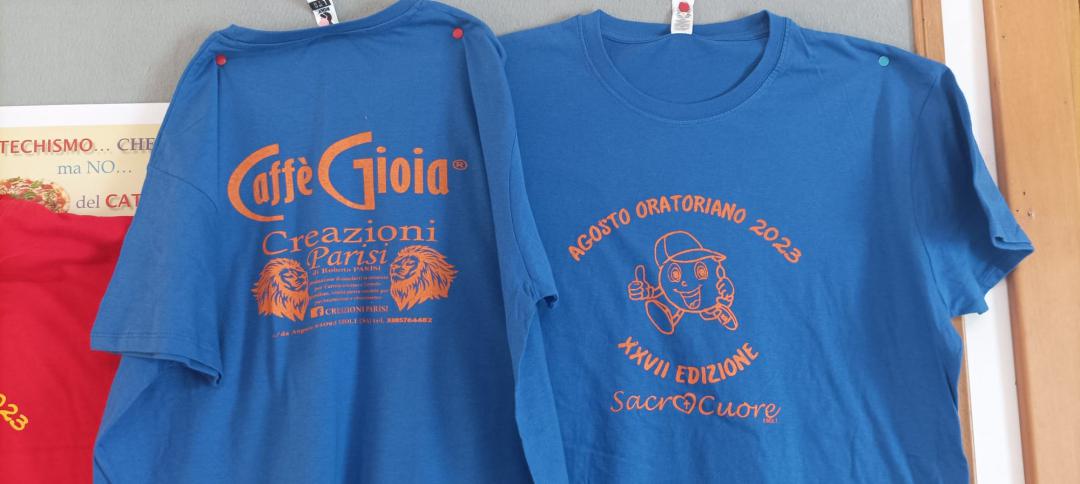 TECHISMO... CHE
ma NO...
del CAT
Caffè Gioia®
Creazioni
Parisi
di Roberto PARISI
CREAZIONI PARISI
AGOSTO ORATORIANO 2023
XXVII EDIZIONE
Sacro Cuore
023